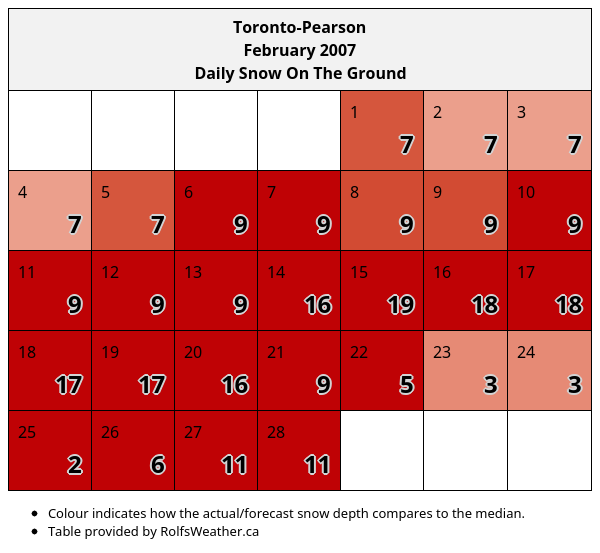 Toronto-Pearson
February 2007
Daily Snow On The Ground
1 2 3
7 7 7
4 5 6 7 8 9 10
7 7 9 9 9 9 9
11 12 13 14 15 16 17
9 9 9 16 19 18 18
18 19 20 21 22 23 24
17 17 16 9 5 3 3
25 26 27 28
2 6 11 11
• Colour indicates how the actual/forecast snow depth compares to the median.
• Table provided by RolfsWeather.ca